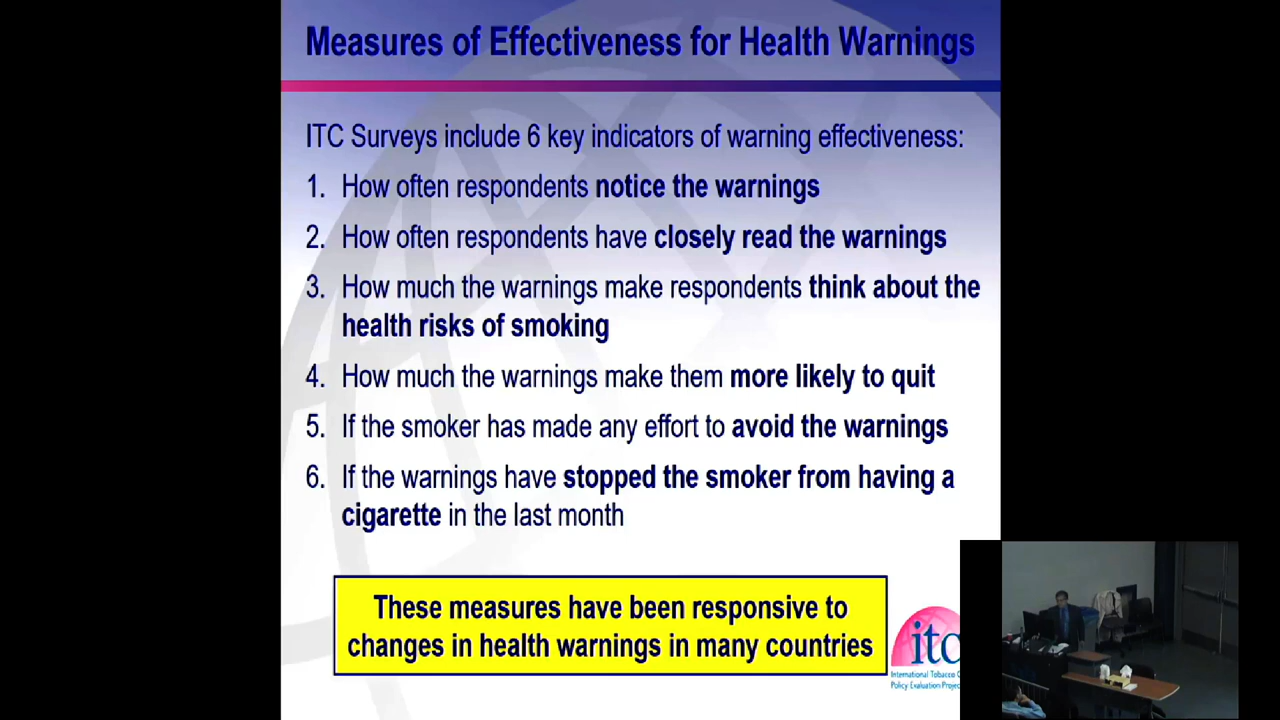 Measures of Effectiveness for Health Warnings
ITC Surveys include 6 key indicators of warning effectiveness:
1. How often respondents notice the warnings
2. How often respondents have closely read the warnings
3. How much the warnings make respondents think about the
health risks of smoking
4. How much the warnings make them more likely to quit
5. If the smoker has made any effort to avoid the warnings
6. If the warnings have stopped the smoker from having a
cigarette in the last month
These measures have been responsive to
changes in health warnings in many countries
itc
International Tobacco
Policy Evaluation